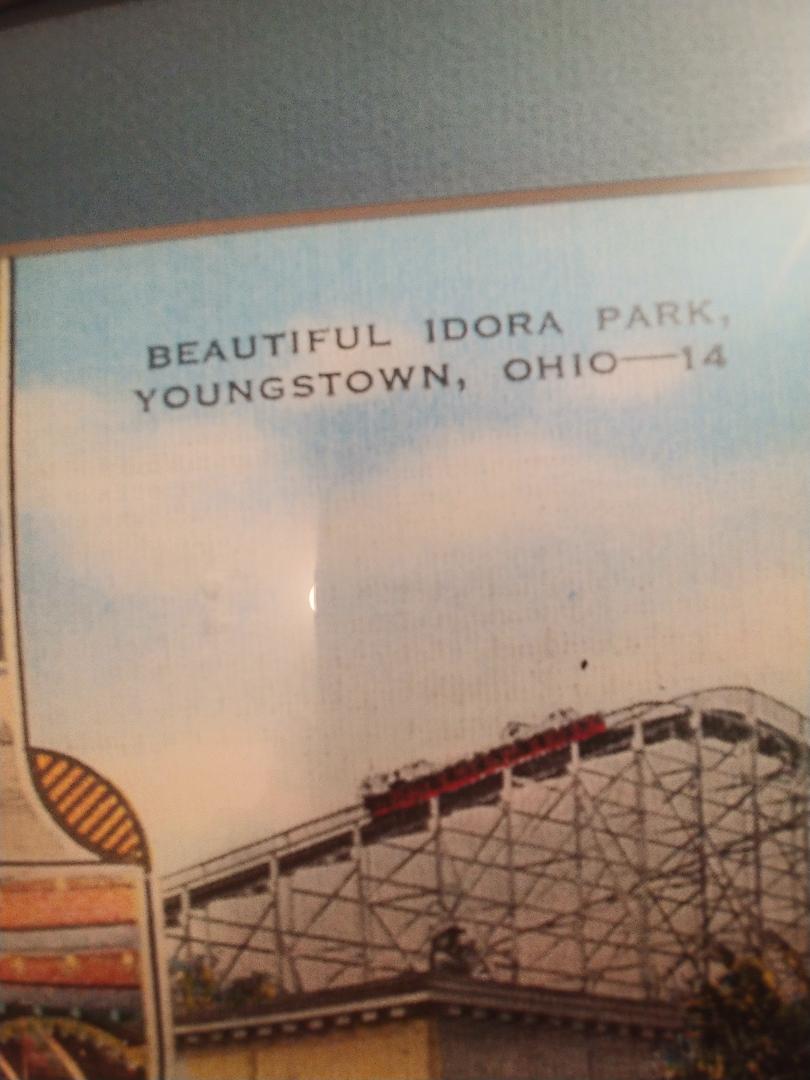 BEAUTIFUL IDORA PARK,
YOUNGSTOWN, OHIO—14